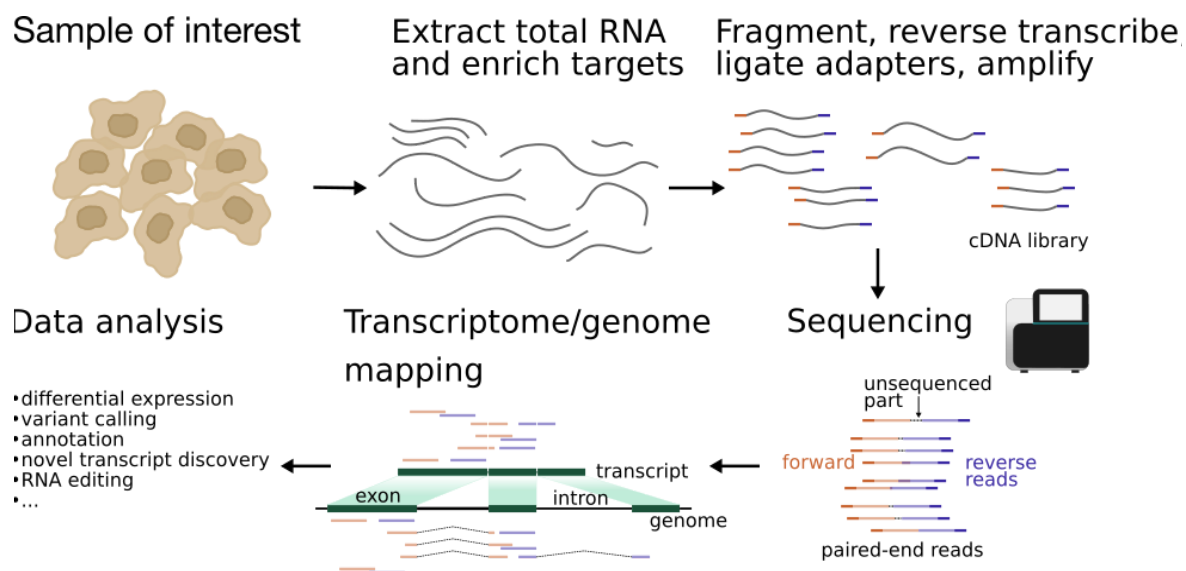 Sample of interest
Extract total RNA
and enrich targets
Fragment, reverse transcribe,
ligate adapters, amplify
cDNA library
Data analysis
•differential expression
•variant calling
•annotation
•novel transcript discovery
•RNA editing
•...
Transcriptome/genome
mapping
transcript
exon
intron
genome
Sequencing
unsequenced
part
forward
reverse
reads
paired-end reads